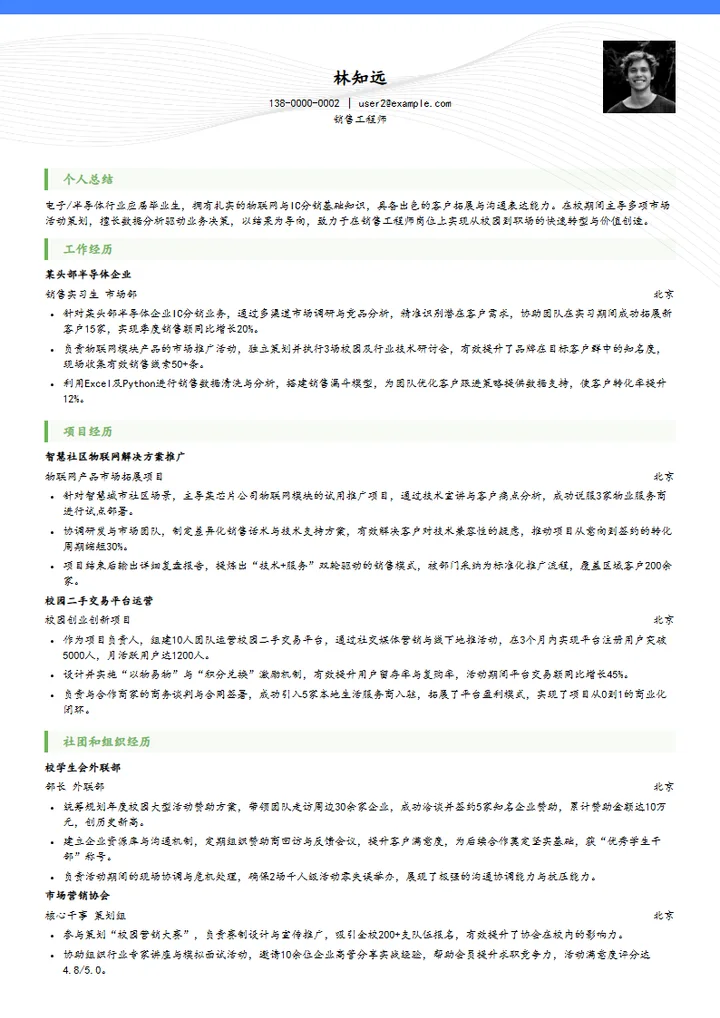 林知远
138-0000-0002 | user2@example.com
销售工程师
个人总结
电子/半导体行业应届毕业生，拥有扎实的物联网与IC分销基础知识，具备出色的客户拓展与沟通表达能力。在校期间主导多项市场
活动策划，擅长数据分析驱动业务决策，以结果为导向，致力于在销售工程师岗位上实现从校园到职场的快速转型与价值创造。
工作经历
某头部半导体企业
销售实习生 市场部 北京
• 针对某头部半导体企业IC分销业务，通过多渠道市场调研与竞品分析，精准识别潜在客户需求，协助团队在实习期间成功拓展新
客户15家，实现季度销售额同比增长20%。
• 负责物联网模块产品的市场推广活动，独立策划并执行3场校园及行业技术研讨会，有效提升了品牌在目标客户群中的知名度，
现场收集有效销售线索50+条。
• 利用Excel及Python进行销售数据清洗与分析，搭建销售漏斗模型，为团队优化客户跟进策略提供数据支持，使客户转化率提升
12%。
项目经历
智慧社区物联网解决方案推广
物联网产品市场拓展项目 北京
• 针对智慧城市社区场景，主导某芯片公司物联网模块的试用推广项目，通过技术宣讲与客户痛点分析，成功说服3家物业服务商
进行试点部署。
• 协调研发与市场团队，制定差异化销售话术与技术支持方案，有效解决客户对技术兼容性的疑虑，推动项目从意向到签约的转化
周期缩短30%。
• 项目结束后输出详细复盘报告，提炼出“技术+服务”双轮驱动的销售模式，被部门采纳为标准化推广流程，覆盖区域客户200余
家。
校园二手交易平台运营
校园创业创新项目 北京
• 作为项目负责人，组建10人团队运营校园二手交易平台，通过社交媒体营销与线下地推活动，在3个月内实现平台注册用户突破
5000人，月活跃用户达1200人。
• 设计并实施“以物易物”与“积分兑换”激励机制，有效提升用户留存率与复购率，活动期间平台交易额同比增长45%。
• 负责与合作商家的商务谈判与合同签署，成功引入5家本地生活服务商入驻，拓展了平台盈利模式，实现了项目从0到1的商业化
闭环。
社团和组织经历
校学生会外联部
部长 外联部 北京
• 统筹规划年度校园大型活动赞助方案，带领团队走访周边30余家企业，成功洽谈并签约5家知名企业赞助，累计赞助金额达10万
元，创历史新高。
• 建立企业资源库与沟通机制，定期组织赞助商回访与反馈会议，提升客户满意度，为后续合作奠定坚实基础，获“优秀学生干
部”称号。
• 负责活动期间的现场协调与危机处理，确保2场千人级活动零失误举办，展现了极强的沟通协调能力与抗压能力。
市场营销协会
核心干事 策划组 北京
• 参与策划“校园营销大赛”，负责赛制设计与宣传推广，吸引全校200+支队伍报名，有效提升了协会在校内的影响力。
• 协助组织行业专家讲座与模拟面试活动，邀请10余位企业高管分享实战经验，帮助会员提升求职竞争力，活动满意度评分达
4.8/5.0。